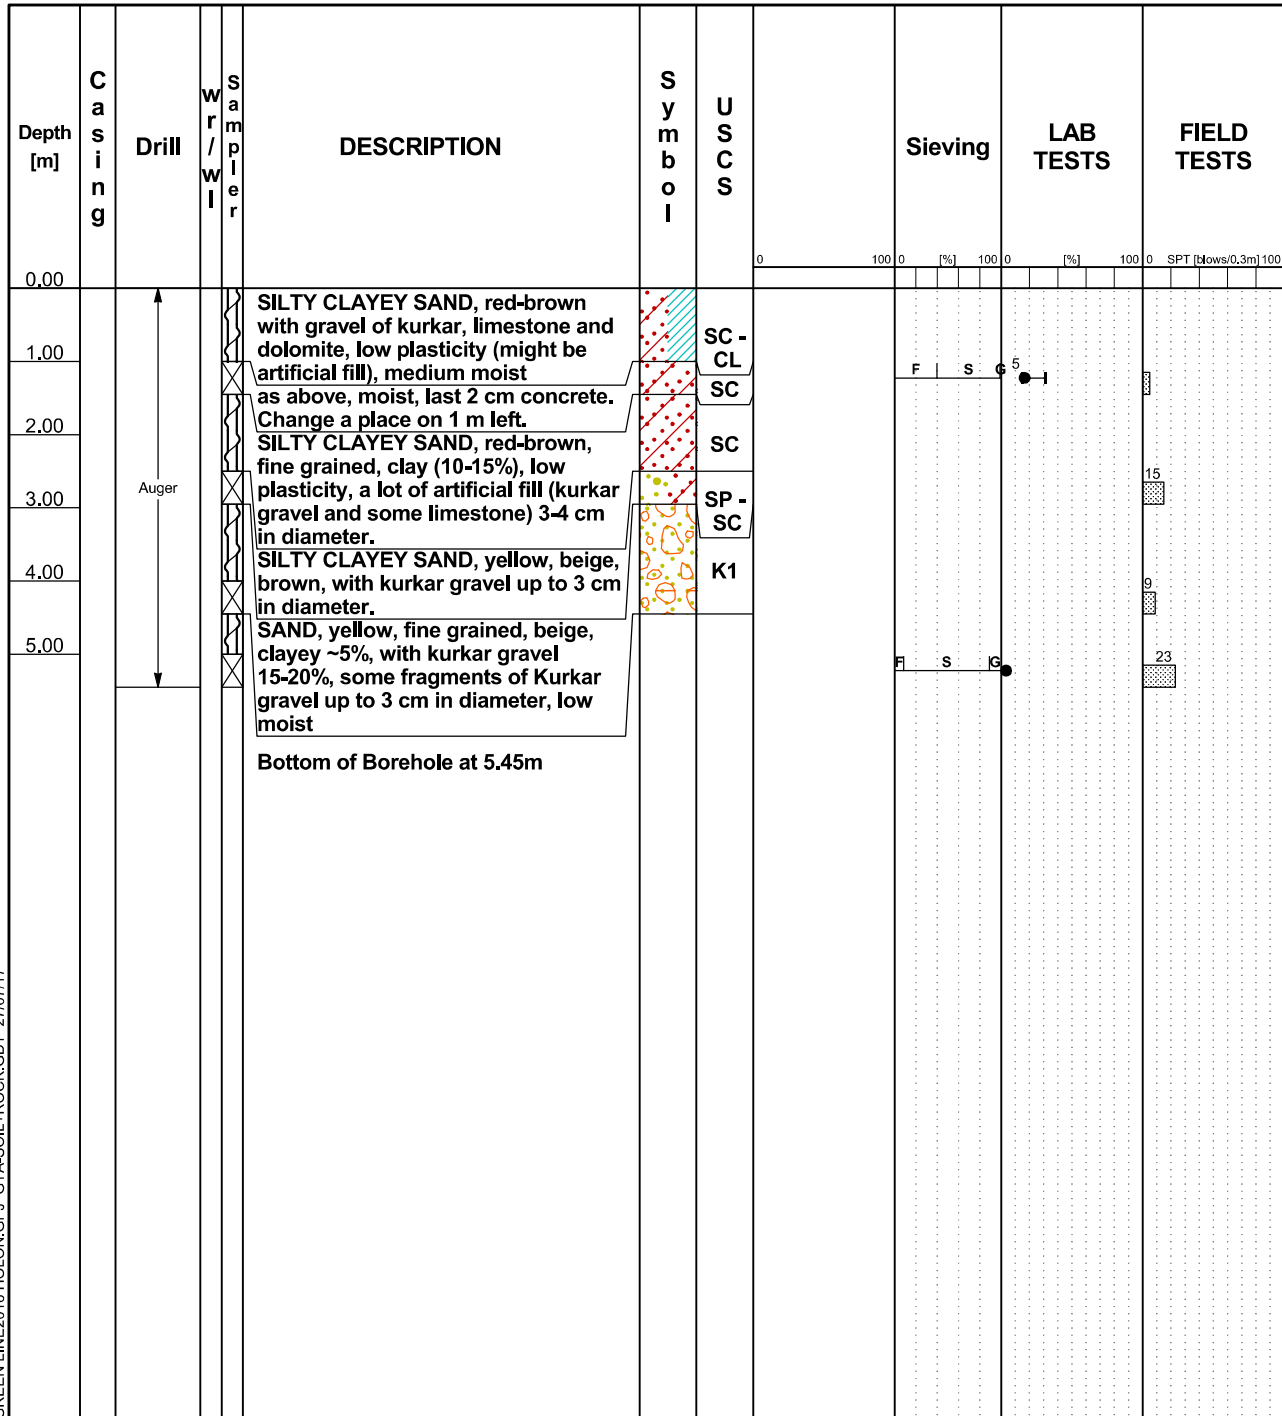 Depth
[m]
Casing
Drill
wr/wl
Sampler
DESCRIPTION
Symbol
USCS
Sieving
LAB
TESTS
FIELD
TESTS
0 100 0 [%] 100 0 [%] 100 0 SPT [blows/0.3m] 100
0.00
SILTY CLAYEY SAND, red-brown
with gravel of kurkar, limestone and
dolomite, low plasticity (might be
artificial fill), medium moist
SC -
CL
1.00
F S G 5
as above, moist, last 2 cm concrete.
Change a place on 1 m left.
SC
2.00
SILTY CLAYEY SAND, red-brown,
fine grained, clay (10-15%), low
plasticity, a lot of artificial fill (kurkar
gravel and some limestone) 3-4 cm
in diameter.
SC
Auger
15
3.00
SP -
SC
SILTY CLAYEY SAND, yellow, beige,
brown, with kurkar gravel up to 3 cm
in diameter.
K1
4.00
9
SAND, yellow, fine grained, beige,
clayey ~5%, with kurkar gravel
15-20%, some fragments of Kurkar
gravel up to 3 cm in diameter, low
moist
5.00
F S G
23
Bottom of Borehole at 5.45m